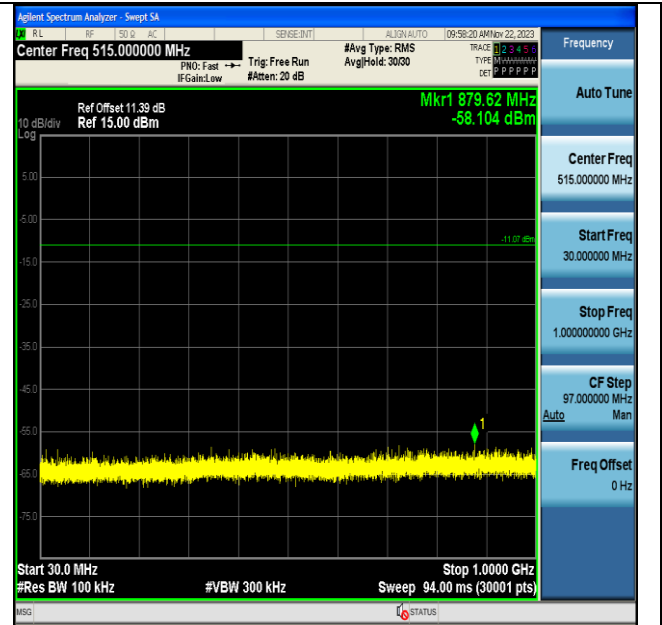 Agilent Spectrum Analyzer - Swept SA
RL RF 50 Ω AC SENSE:INT ALIGN AUTO 09:58:20 AM Nov 22, 2023
Center Freq 515.000000 MHz
PNO: Fast
IFGain:Low
Trig: Free Run
#Atten: 20 dB
#Avg Type: RMS
Avg|Hold: 30/30
TRACE 1 2 3 4 5 6
TYPE
DET P P P P P P
Frequency
Mkr1 879.62 MHz
-58.104 dBm
Ref Offset 11.39 dB
Ref 15.00 dBm
10 dB/div
Log
5.00
-5.00
-11.07 dBm
-15.0
-25.0
-35.0
-45.0
-55.0
1
-65.0
-75.0
Start 30.0 MHz
Stop 1.0000 GHz
#Res BW 100 kHz
#VBW 300 kHz
Sweep 94.00 ms (30001 pts)
MSG
STATUS
Auto Tune
Center Freq
515.000000 MHz
Start Freq
30.000000 MHz
Stop Freq
1.000000000 GHz
CF Step
97.000000 MHz
Auto Man
Freq Offset
0 Hz